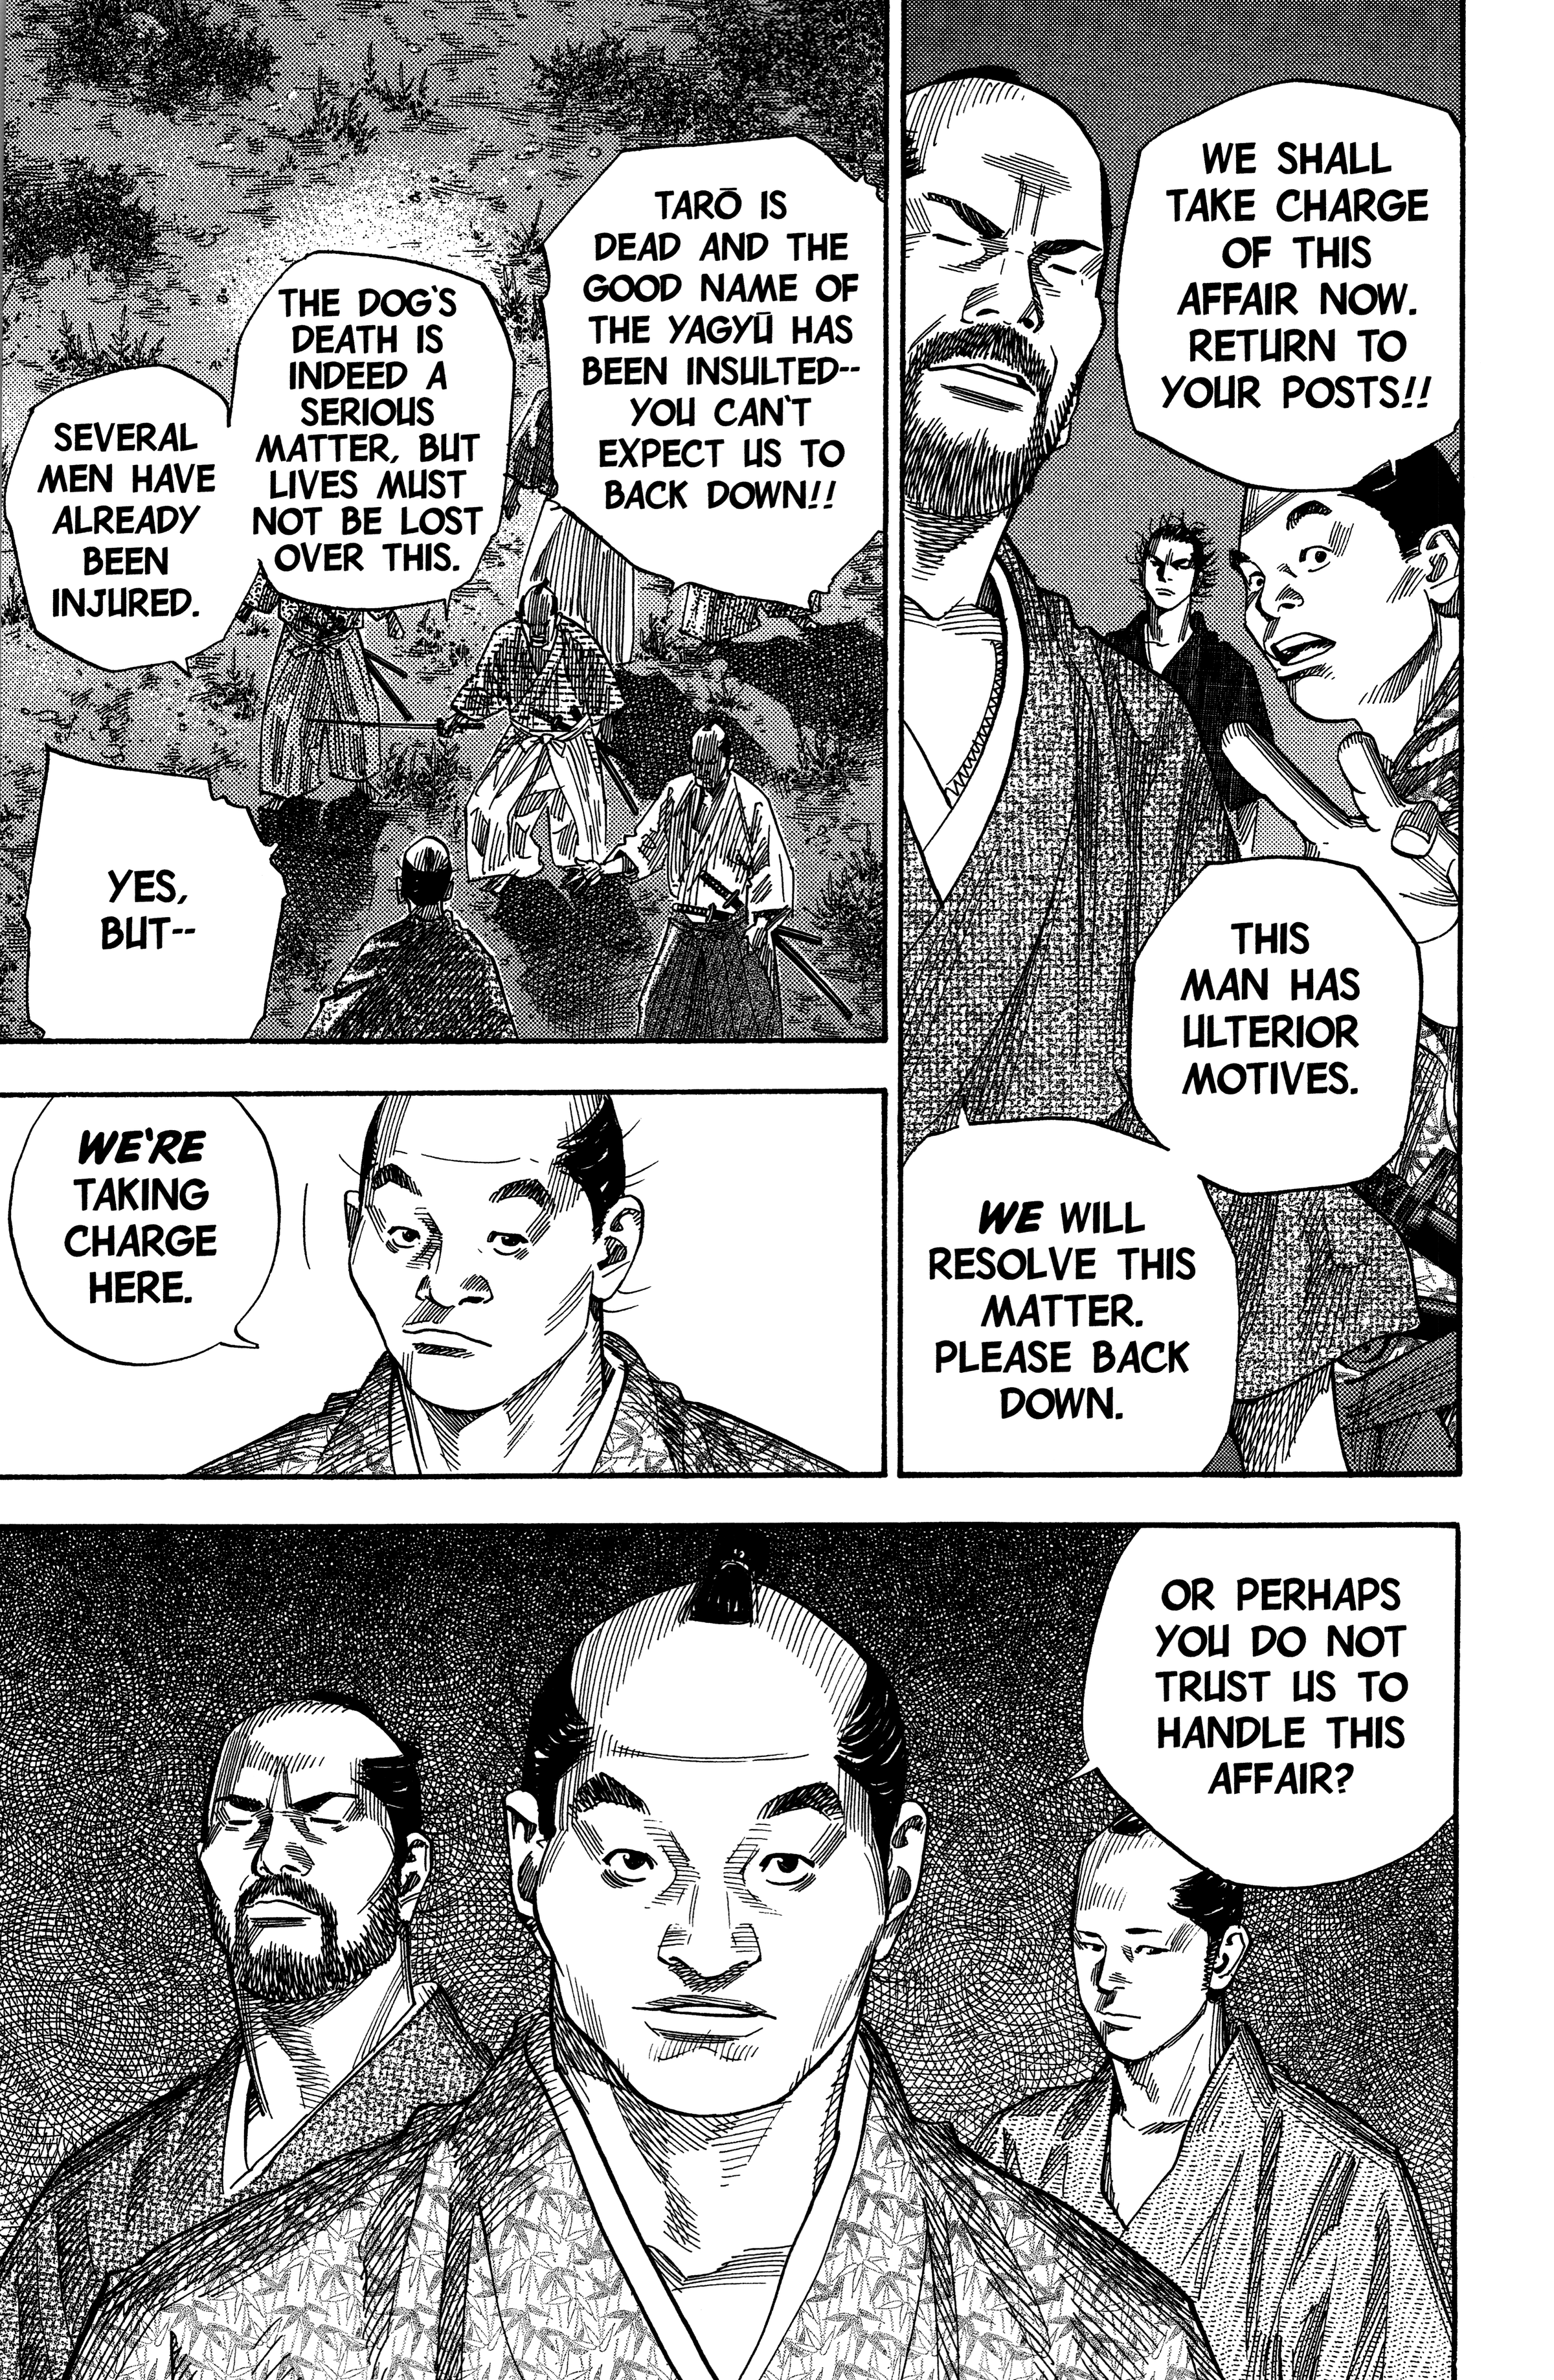 WE SHALL
TAKE CHARGE
OF THIS
AFFAIR NOW.
RETURN TO
YOUR POSTS!!
THIS
MAN HAS
ULTERIOR
MOTIVES.
WE WILL
RESOLVE THIS
MATTER.
PLEASE BACK
DOWN.
TARŌ IS
DEAD AND THE
GOOD NAME OF
THE YAGYŪ HAS
BEEN INSULTED--
YOU CAN'T
EXPECT US TO
BACK DOWN!!
THE DOG'S
DEATH IS
INDEED A
SERIOUS
MATTER, BUT
LIVES MUST
NOT BE LOST
OVER THIS.
SEVERAL
MEN HAVE
ALREADY
BEEN
INJURED.
YES,
BUT--
WE'RE
TAKING
CHARGE
HERE.
OR PERHAPS
YOU DO NOT
TRUST US TO
HANDLE THIS
AFFAIR?